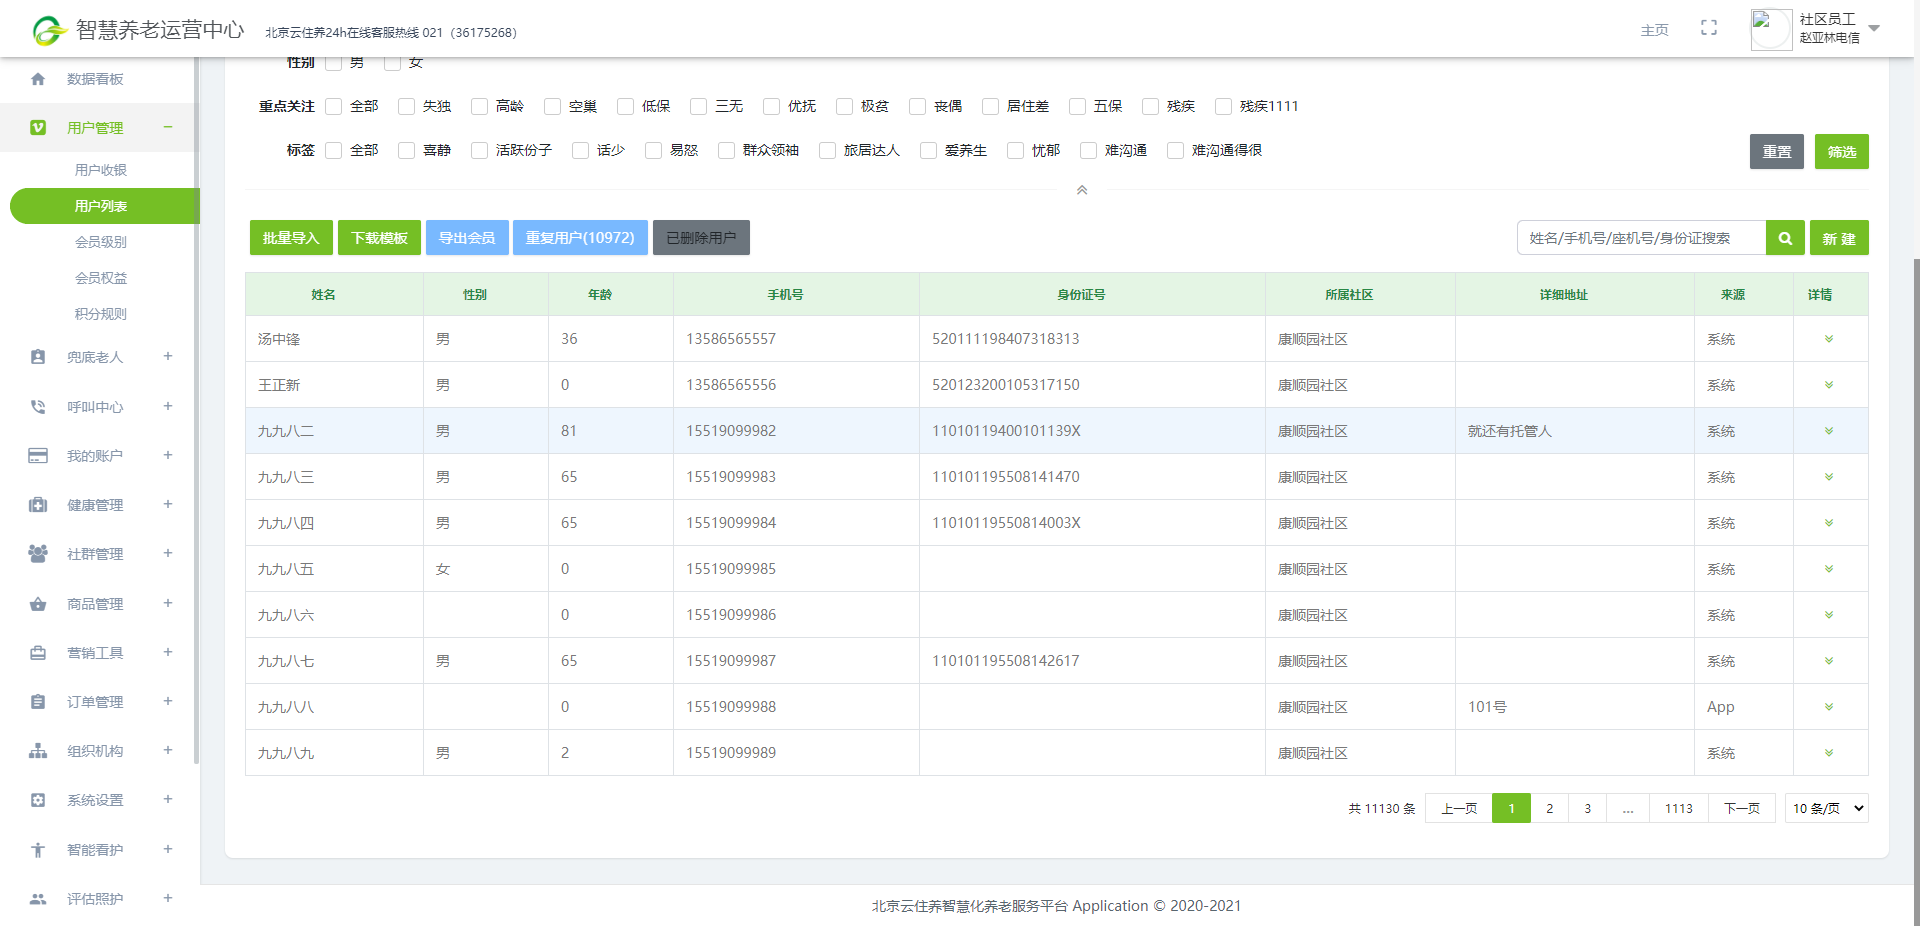 智慧养老运营中心 北京云住养24h在线客服热线 021（36175268） 主页 社区员工
赵亚林电信
性别 男 女
数据看板
重点关注 全部 失独 高龄 空巢 低保 三无 优抚 极贫 丧偶 居住差 五保 残疾 残疾1111
用户管理 −
标签 全部 喜静 活跃份子 话少 易怒 群众领袖 旅居达人 爱养生 忧郁 难沟通 难沟通得很 重置 筛选
用户收银
用户列表
批量导入 下载模板 导出会员 重复用户(10972) 已删除用户 姓名/手机号/座机号/身份证搜索 新 建
会员级别
会员权益
积分规则
姓名 性别 年龄 手机号 身份证号 所属社区 详细地址 来源 详情
汤中锋 男 36 13586565557 520111198407318313 康顺园社区 系统
王正新 男 0 13586565556 520123200105317150 康顺园社区 系统
九九八二 男 81 15519099982 11010119400101139X 康顺园社区 就还有托管人 系统
九九八三 男 65 15519099983 110101195508141470 康顺园社区 系统
九九八四 男 65 15519099984 11010119550814003X 康顺园社区 系统
九九八五 女 0 15519099985 康顺园社区 系统
九九八六 0 15519099986 康顺园社区 系统
九九八七 男 65 15519099987 110101195508142617 康顺园社区 系统
九九八八 0 15519099988 康顺园社区 101号 App
九九八九 男 2 15519099989 康顺园社区 系统
兜底老人 +
呼叫中心 +
我的账户 +
健康管理 +
社群管理 +
商品管理 +
营销工具 +
订单管理 +
组织机构 +
系统设置 +
智能看护 +
评估照护 +
共 11130 条 上一页 1 2 3 ... 1113 下一页 10 条/页
北京云住养智慧化养老服务平台 Application © 2020-2021